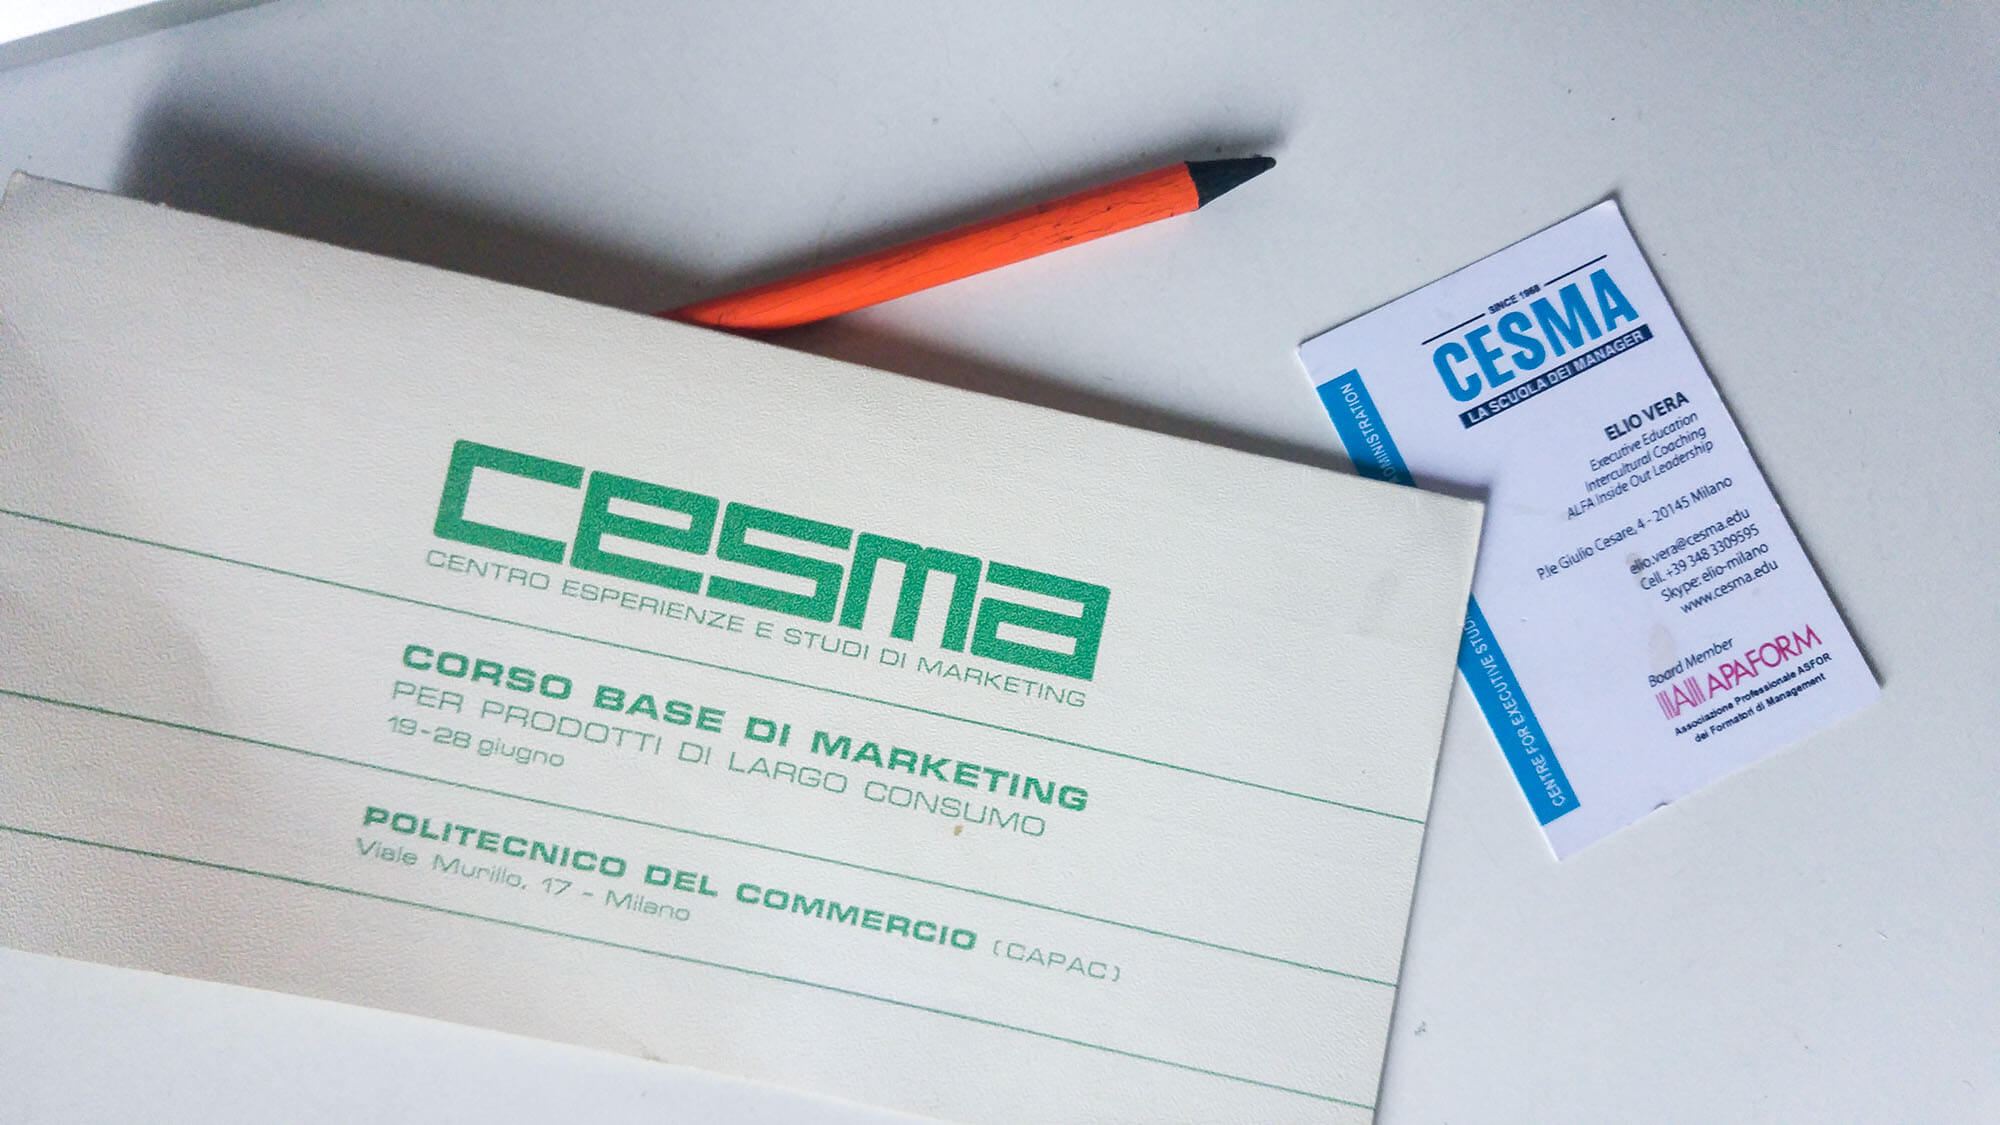 cesma
CENTRO ESPERIENZE E STUDI DI MARKETING
CORSO BASE DI MARKETING
PER PRODOTTI DI LARGO CONSUMO
19-28 giugno
POLITECNICO DEL COMMERCIO (CAPAC)
Viale Murillo, 17 - Milano
SINCE 1968
CESMA
LA SCUOLA DEI MANAGER
ELIO VERA
Executive Education
Intercultural Coaching
ALFA Inside Out Leadership
P.le Giulio Cesare, 4 - 20145 Milano
elio.vera@cesma.edu
Cell. +39 348 3309595
Skype: elio-milano
www.cesma.edu
Board Member
APAFORM
Associazione Professionale ASFOR
dei Formatori di Management
CENTRE FOR EXECUTIVE